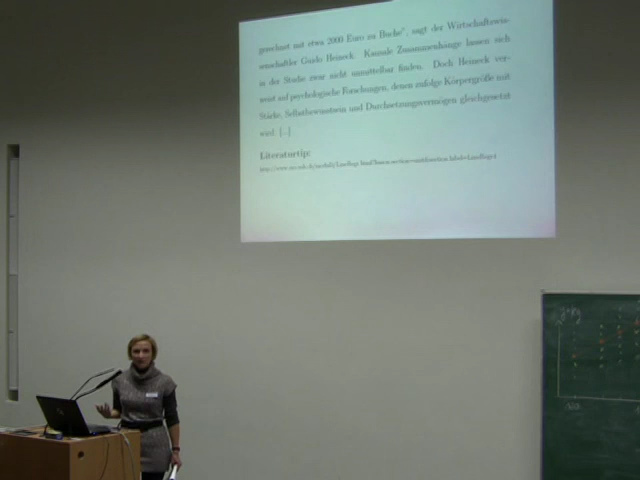 gerechnet mit etwa 2000 Euro zu Buche", sagt der Wirtschaftswis-
senschaftler Guido Heineck. Kausale Zusammenhänge lassen sich
in der Studie zwar nicht unmittelbar finden. Doch Heineck ver-
weist auf psychologische Forschungen, denen zufolge Körpergröße mit
Stärke, Selbstbewusstsein und Durchsetzungsvermögen gleichgesetzt
wird. [...]
Literaturtip: